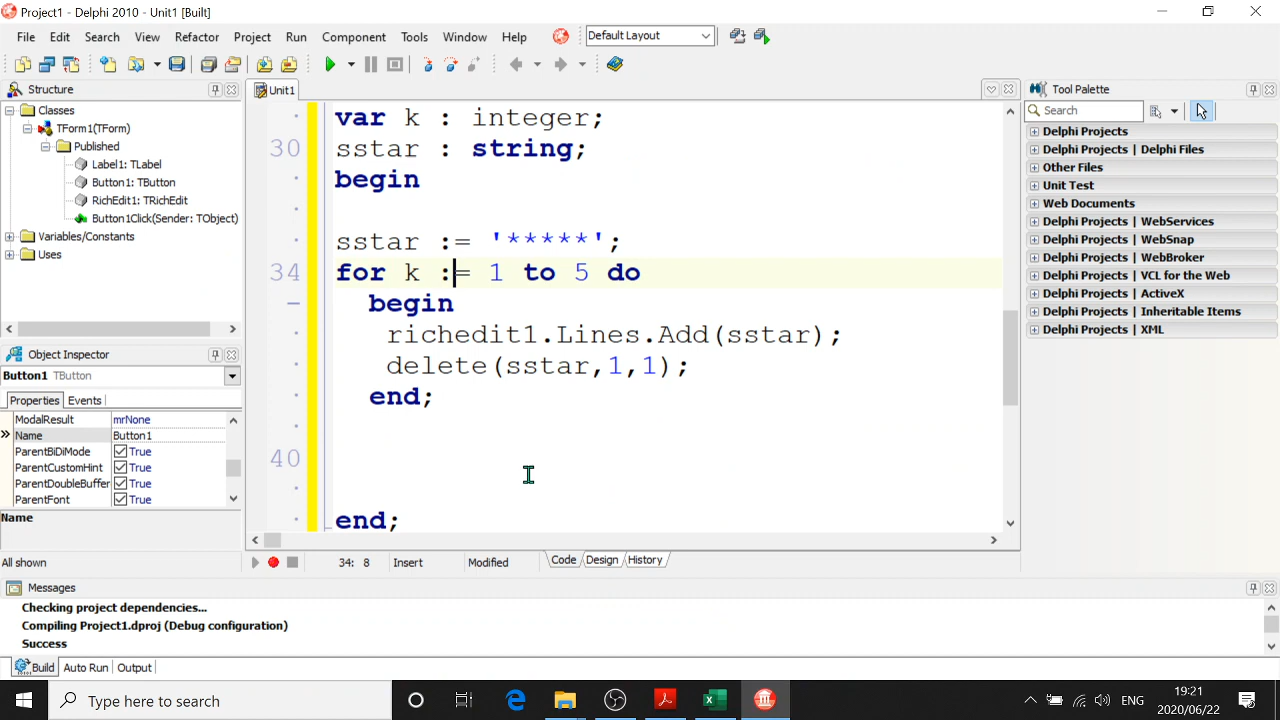 Project1 - Delphi 2010 - Unit1 [Built]
File Edit Search View Refactor Project Run Component Tools Window Help Default Layout
Structure
Classes
TForm1(TForm)
Published
Label1: TLabel
Button1: TButton
RichEdit1: TRichEdit
Button1Click(Sender: TObject)
Variables/Constants
Uses
Object Inspector
Button1 TButton
Properties Events
ModalResult mrNone
Name Button1
ParentBiDiMode True
ParentCustomHint True
ParentDoubleBuffer True
ParentFont True
Name
All shown
Unit1
var k : integer;
30 sstar : string;
begin
sstar := '*****';
34 for k := 1 to 5 do
begin
richedit1.Lines.Add(sstar);
delete(sstar,1,1);
end;
40
end;
34: 8 Insert Modified Code Design History
Tool Palette
Search
Delphi Projects
Delphi Projects | Delphi Files
Other Files
Unit Test
Web Documents
Delphi Projects | WebServices
Delphi Projects | WebSnap
Delphi Projects | WebBroker
VCL for the Web
Delphi Projects | ActiveX
Delphi Projects | Inheritable Items
Delphi Projects | XML
Messages
Checking project dependencies...
Compiling Project1.dproj (Debug configuration)
Success
Build Auto Run Output
Type here to search
ENG
19:21
2020/06/22